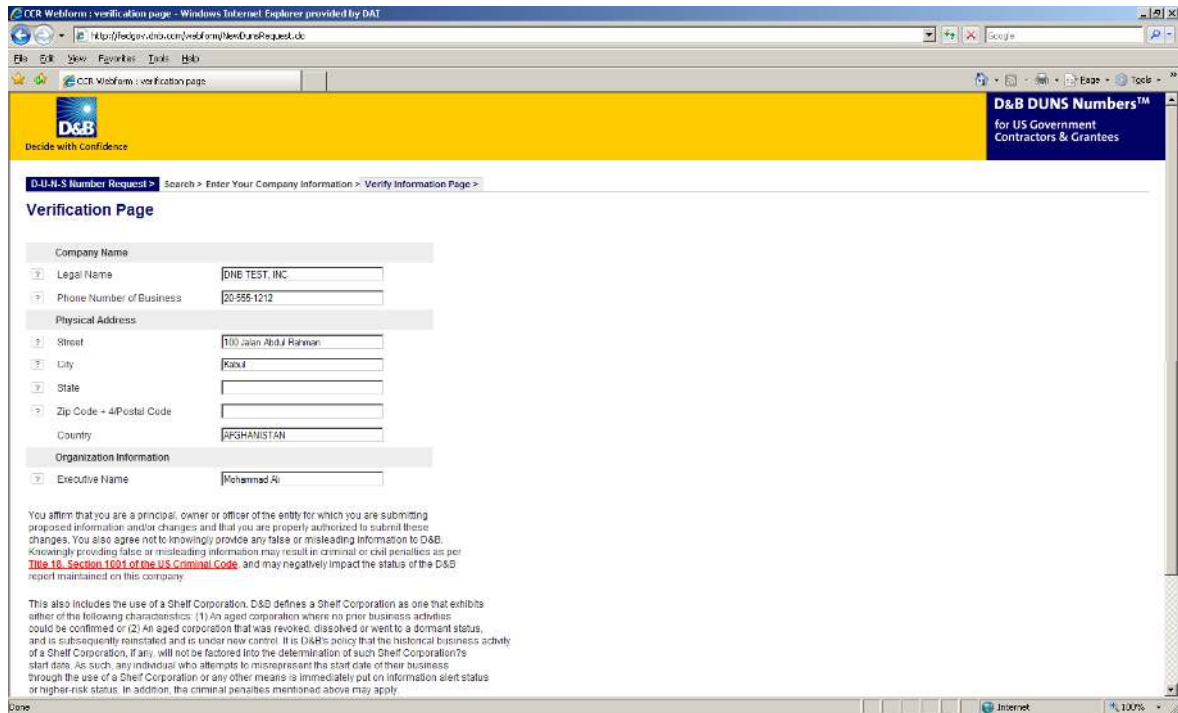 CCR Webform : verification page - Windows Internet Explorer provided by DAI
http://fedgov.dnb.com/webform/NewDunsRequest.do
Google
File Edit View Favorites Tools Help
CCR Webform : verification page
Page Tools
D&B
Decide with Confidence
D&B DUNS Numbers™
for US Government
Contractors & Grantees
D-U-N-S Number Request > Search > Enter Your Company Information > Verify Information Page >
Verification Page
Company Name
? Legal Name DNB TEST, INC
? Phone Number of Business 20-555-1212
Physical Address
? Street 100 Jalan Abdul Rahman
? City Kabul
? State
? Zip Code + 4/Postal Code
Country AFGHANISTAN
Organization Information
? Executive Name Mohammad Ali
You affirm that you are a principal, owner or officer of the entity for which you are submitting
proposed information and/or changes and that you are properly authorized to submit these
changes. You also agree not to knowingly provide any false or misleading information to D&B.
Knowingly providing false or misleading information may result in criminal or civil penalties as per
Title 18, Section 1001 of the US Criminal Code, and may negatively impact the status of the D&B
report maintained on this company.
This also includes the use of a Shelf Corporation. D&B defines a Shelf Corporation as one that exhibits
either of the following characteristics: (1) An aged corporation where no prior business activities
could be confirmed or (2) An aged corporation that was revoked, dissolved or went to a dormant status,
and is subsequently reinstated and is under new control. It is D&B's policy that the historical business activity
of a Shelf Corporation, if any, will not be factored into the determination of such Shelf Corporation?s
start date. As such, any individual who attempts to misrepresent the start date of their business
through the use of a Shelf Corporation or any other means is immediately put on information alert status
or higher-risk status. In addition, the criminal penalties mentioned above may apply.
Done Internet 100%